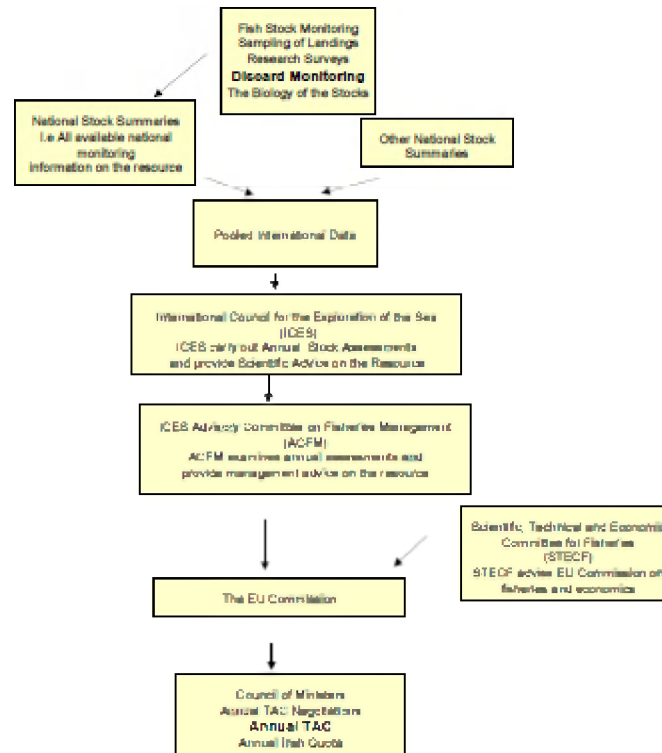 Fish Stock Monitoring
Sampling of Landings
Research Surveys
Discard Monitoring
The Biology of the Stocks
National Stock Summaries
I.e All available national
monitoring
information on the resource
Other National Stock
Summaries
Pooled International Data
International Council for the Exploration of the Sea
(ICES)
ICES carry out Annual Stock Assessments
and provide Scientific Advice on the Resource
ICES Advisory Committee on Fisheries Management
(ACFM)
ACFM examines annual assessments and
provide management advice on the resource
Scientific, Technical and Economic
Committee for Fisheries
(STECF)
STECF advise EU Commission on
fisheries and economics
The EU Commission
Council of Ministers
Annual TAC Negotiations
Annual TAC
Annual Irish Quota